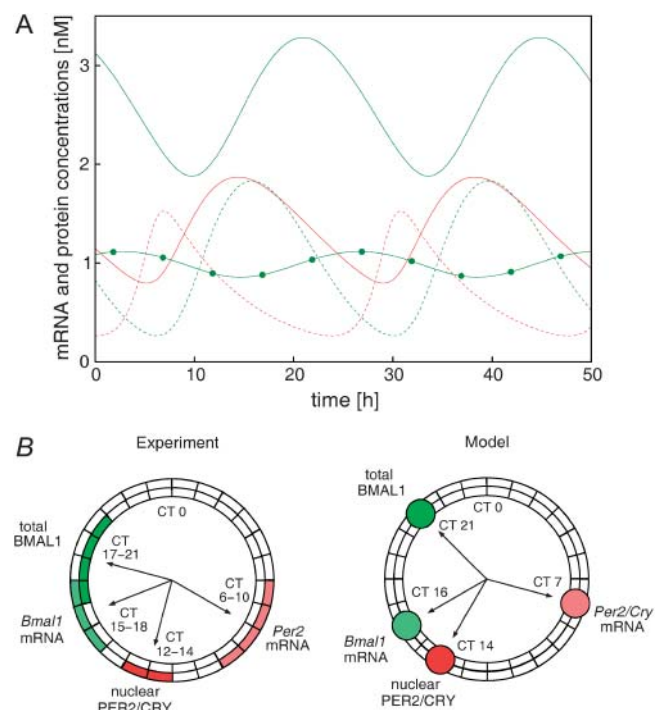 A
mRNA and protein concentrations [nM]
3
2
1
0
0
10
20
30
40
50
time [h]
B
Experiment
Model
total
BMAL1
CT 0
CT
17–21
CT
15–18
CT
12–14
CT
6–10
Bmal1
mRNA
Per2
mRNA
nuclear
PER2/CRY
total
BMAL1
CT 0
CT 21
CT 16
CT 7
CT 14
Per2/Cry
mRNA
Bmal1
mRNA
nuclear
PER2/CRY